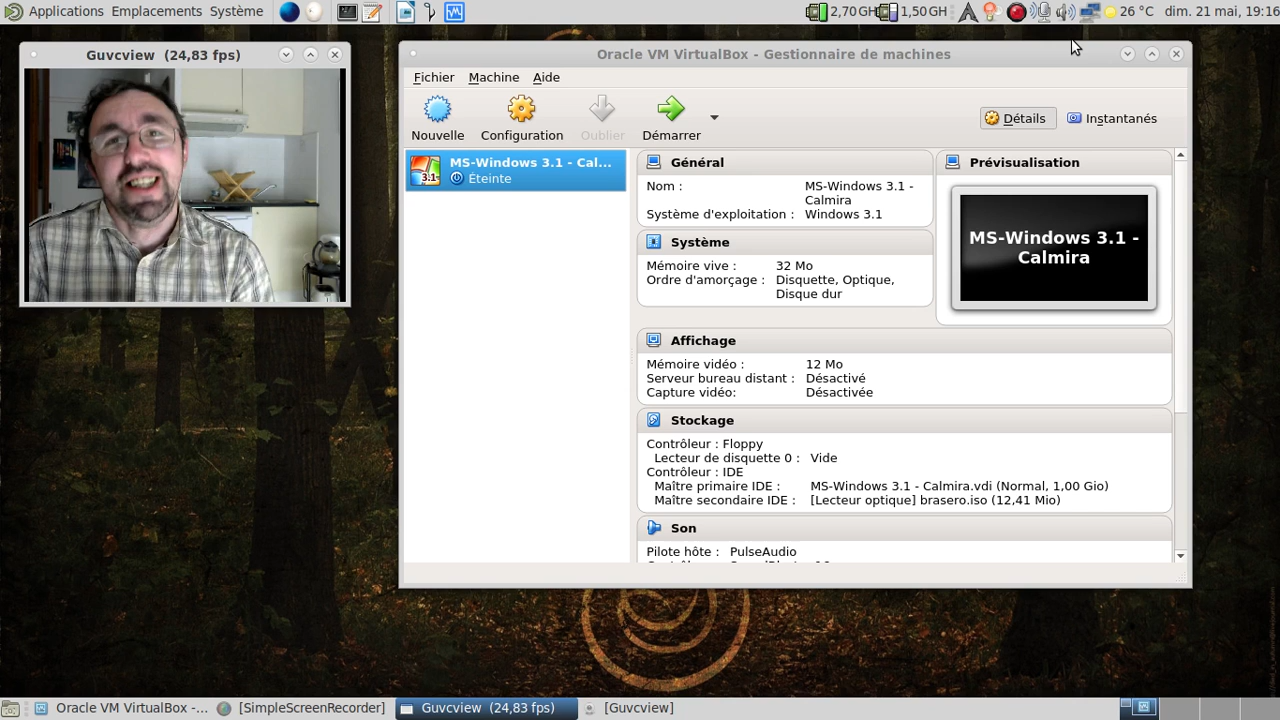 Applications Emplacements Système 2,70 GH 1,50 GH 26 °C dim. 21 mai, 19:16
Guvcview (24,83 fps)
Oracle VM VirtualBox - Gestionnaire de machines
Fichier Machine Aide
Nouvelle Configuration Oublier Démarrer Détails Instantanés
MS-Windows 3.1 - Cal...
3.1 Éteinte
Général
Nom : MS-Windows 3.1 -
Calmira
Système d'exploitation : Windows 3.1
Système
Mémoire vive : 32 Mo
Ordre d'amorçage : Disquette, Optique,
Disque dur
Prévisualisation
MS-Windows 3.1 -
Calmira
Affichage
Mémoire vidéo : 12 Mo
Serveur bureau distant : Désactivé
Capture vidéo: Désactivée
Stockage
Contrôleur : Floppy
Lecteur de disquette 0 : Vide
Contrôleur : IDE
Maître primaire IDE : MS-Windows 3.1 - Calmira.vdi (Normal, 1,00 Gio)
Maître secondaire IDE : [Lecteur optique] brasero.iso (12,41 Mio)
Son
Pilote hôte : PulseAudio
Oracle VM VirtualBox -... [SimpleScreenRecorder] Guvcview (24,83 fps) [Guvcview]